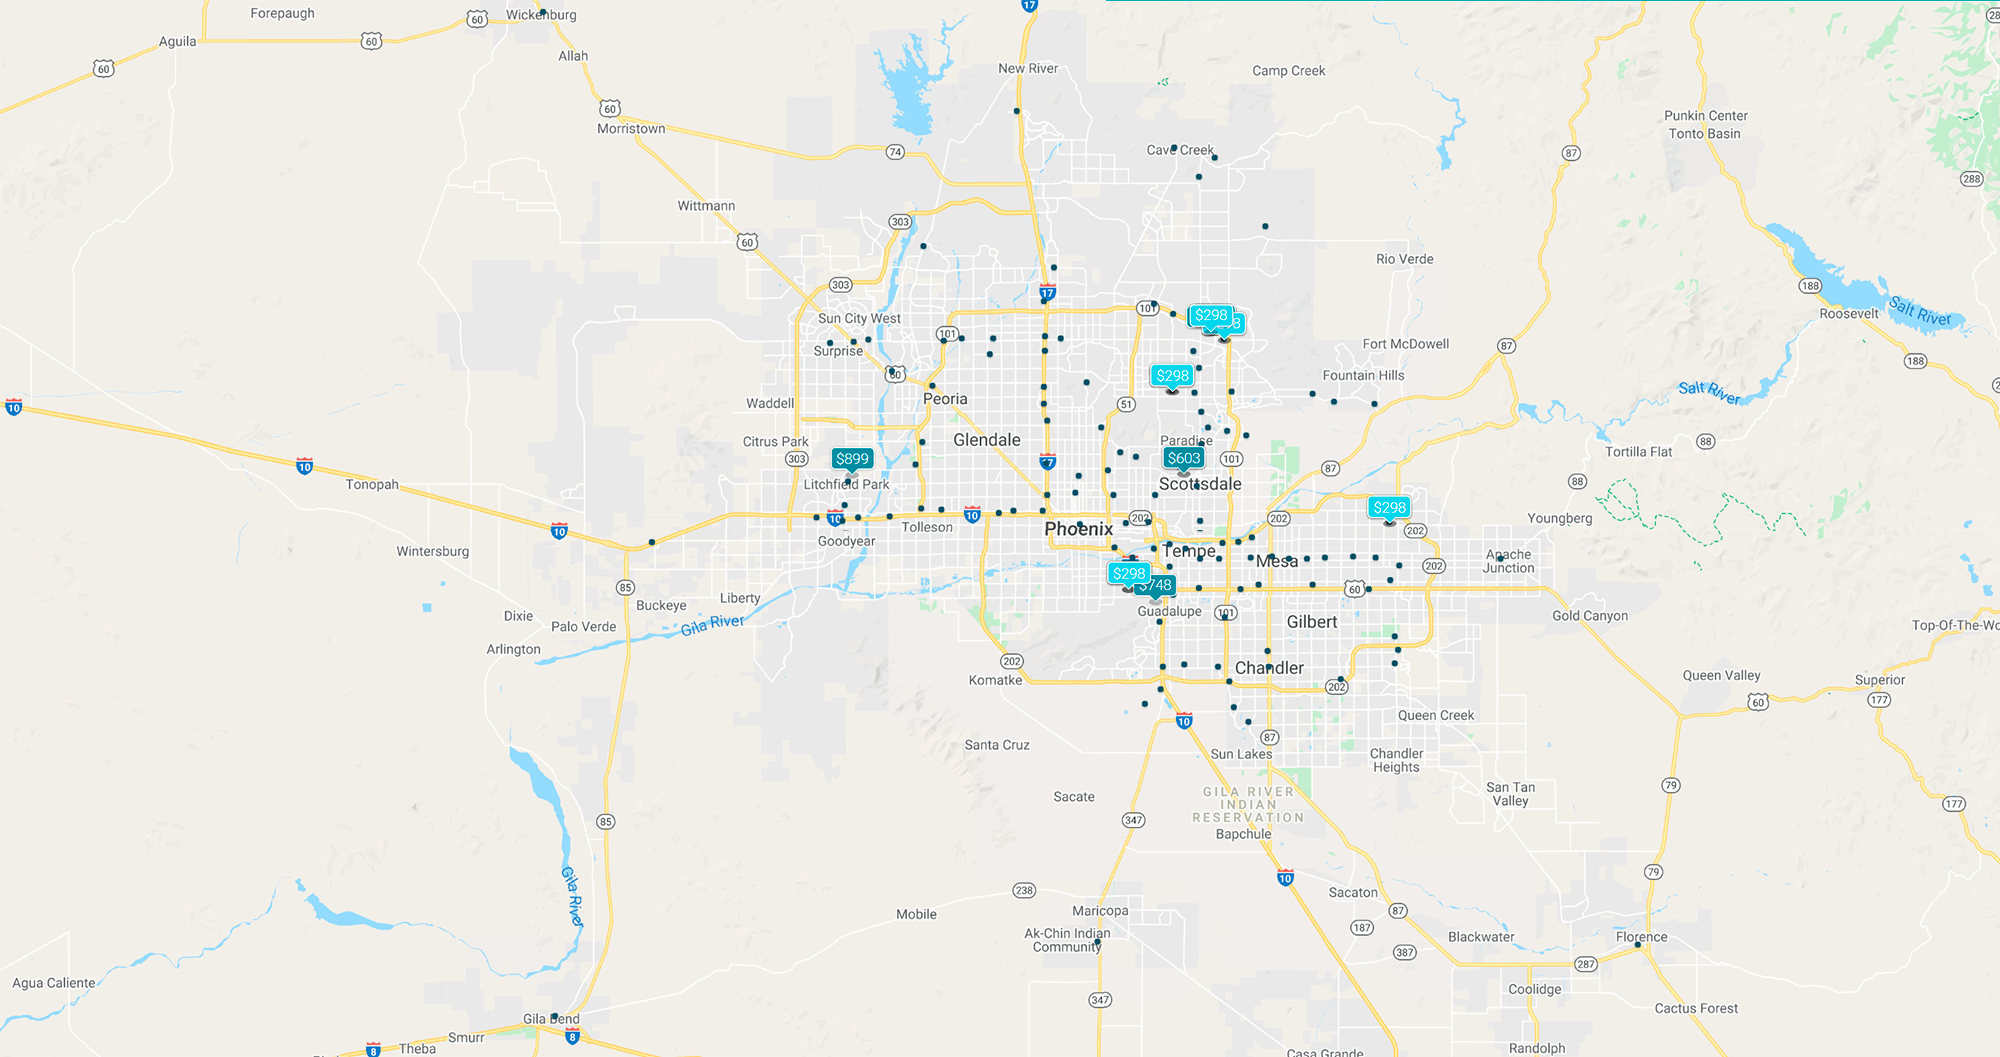 17
Forepaugh
60
Wickenburg
Aguila
60
Allah
60
New River
Camp Creek
60
Morristown
Punkin Center
Tonto Basin
74
Cave Creek
87
288
Wittmann
303
60
Rio Verde
303
17
188
Salt River
Roosevelt
101
$298
Sun City West
101
Surprise
Fort McDowell
87
188
60
$298
Fountain Hills
Salt River
Peoria
Waddell
51
10
Citrus Park
Glendale
Paradise
88
Tortilla Flat
303
$899
$603
101
87
10
Litchfield Park
Scottsdale
Tonopah
88
$298
10
10
Tolleson
202
202
Youngberg
Phoenix
10
202
Goodyear
Wintersburg
Tempe
Mesa
Apache
Junction
202
$298
$748
85
60
Liberty
Buckeye
Guadalupe
101
Dixie
Gold Canyon
Palo Verde
Gila River
Gilbert
Top-Of-The-Wo
Arlington
202
Chandler
Komatke
202
Queen Valley
Superior
60
177
10
Queen Creek
87
Santa Cruz
Sun Lakes
Chandler
Heights
79
San Tan
Valley
Sacate
GILA RIVER
INDIAN
RESERVATION
177
85
347
Bapchule
Gila River
79
10
238
Sacaton
Mobile
Maricopa
87
187
Ak-Chin Indian
Community
Blackwater
Florence
387
287
Agua Caliente
Coolidge
347
Cactus Forest
Gila Bend
Smurr
8
8
Theba
Randolph
Casa Grande